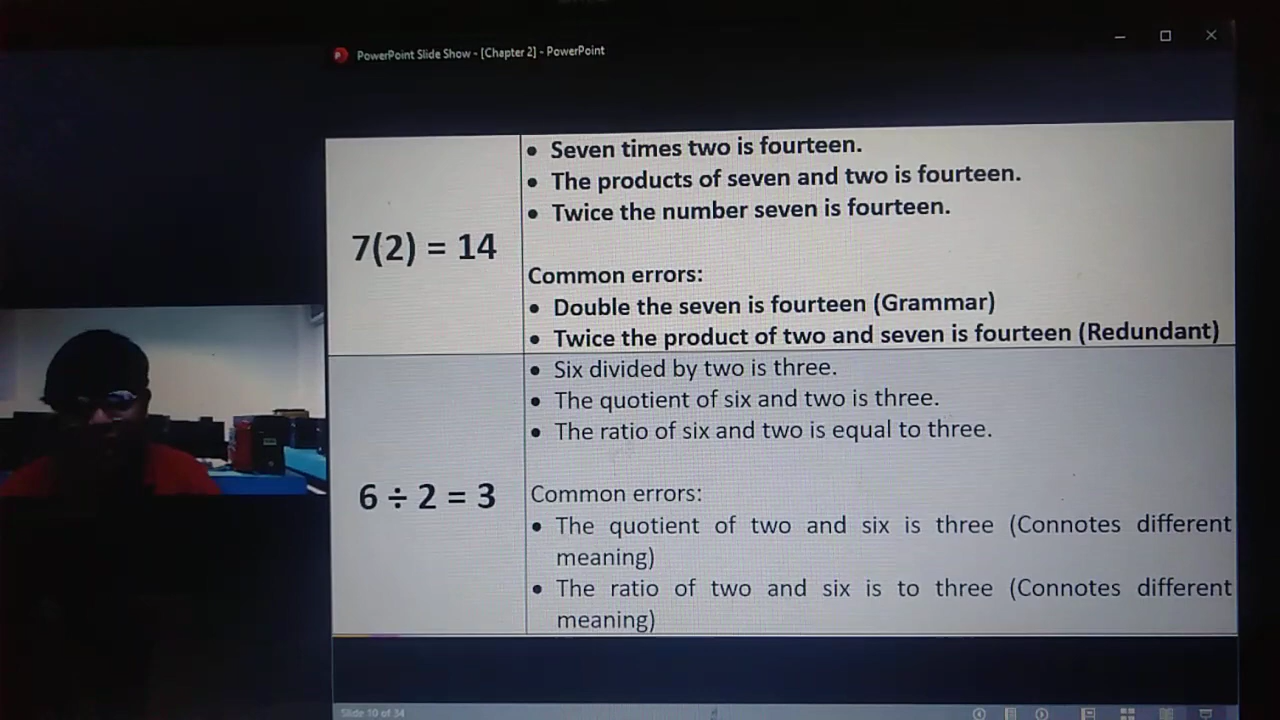 PowerPoint Slide Show - [Chapter 2] - PowerPoint
7(2) = 14
• Seven times two is fourteen.
• The products of seven and two is fourteen.
• Twice the number seven is fourteen.
Common errors:
• Double the seven is fourteen (Grammar)
• Twice the product of two and seven is fourteen (Redundant)
6 ÷ 2 = 3
• Six divided by two is three.
• The quotient of six and two is three.
• The ratio of six and two is equal to three.
Common errors:
• The quotient of two and six is three (Connotes different
meaning)
• The ratio of two and six is to three (Connotes different
meaning)
Slide 10 of 34